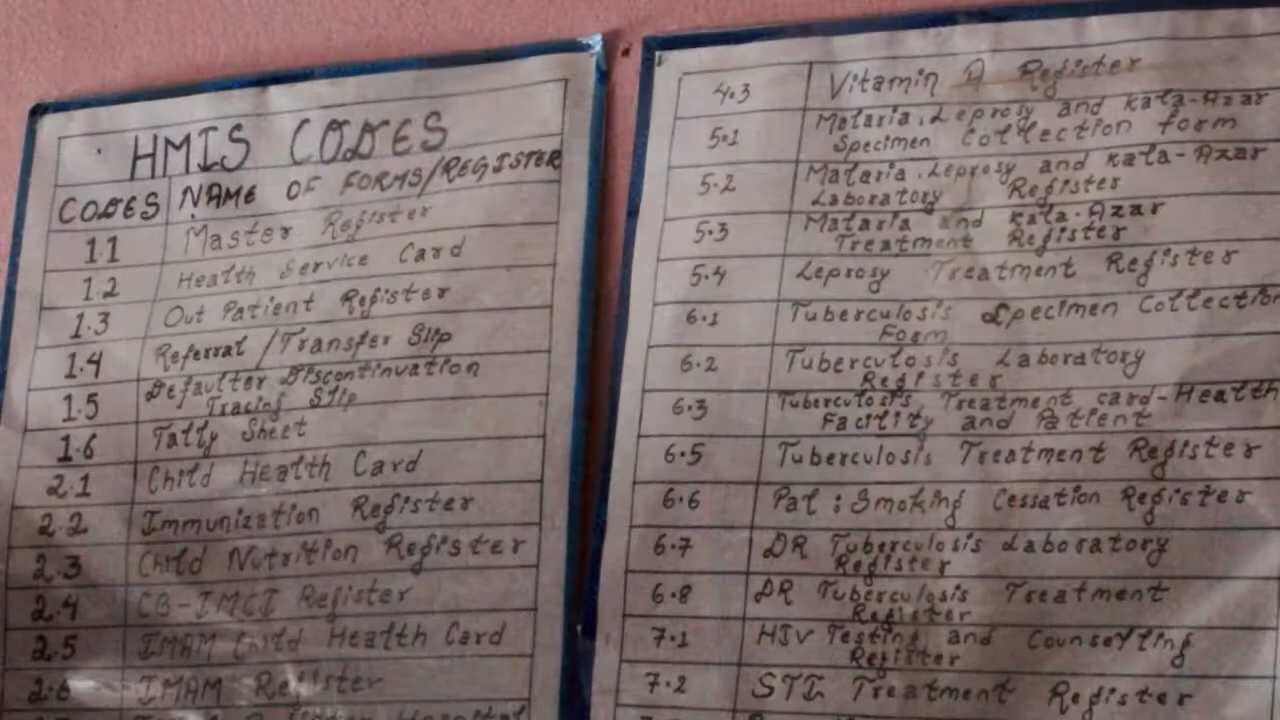 HMIS CODES
CODES NAME OF FORMS/REGISTER
1.1 Master Register
1.2 Health Service Card
1.3 Out Patient Register
1.4 Referral / Transfer Slip
1.5 Defaulter Discontinuation
Tracing Slip
1.6 Tally Sheet
2.1 Child Health Card
2.2 Immunization Register
2.3 Child Nutrition Register
2.4 CB-IMCI Register
2.5 IMAM Child Health Card
2.6 IMAM Register
4.3 Vitamin A Register
5.1 Malaria, Leprosy and Kala-Azar
Specimen Collection form
5.2 Malaria, Leprosy and Kala-Azar
Laboratory Register
5.3 Malaria and Kala-Azar
Treatment Register
5.4 Leprosy Treatment Register
6.1 Tuberculosis Specimen Collection
Form
6.2 Tuberculosis Laboratory
Register
6.3 Tuberculosis, Treatment card-Health
Facility and Patient
6.5 Tuberculosis Treatment Register
6.6 Pal : Smoking Cessation Register
6.7 DR Tuberculosis Laboratory
Register
6.8 DR Tuberculosis Treatment
Register
7.1 HIV Testing and Counselling
Register
7.2 STI Treatment Register